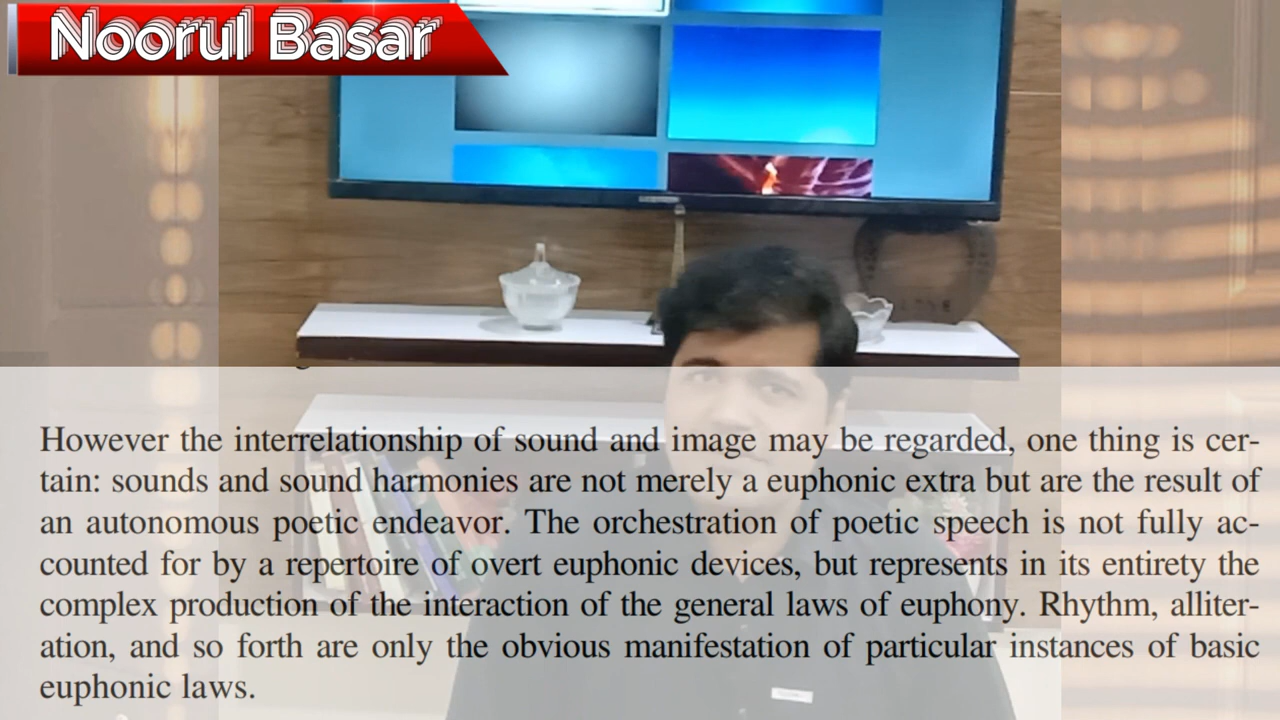 Noorul Basar
However the interrelationship of sound and image may be regarded, one thing is cer-
tain: sounds and sound harmonies are not merely a euphonic extra but are the result of
an autonomous poetic endeavor. The orchestration of poetic speech is not fully ac-
counted for by a repertoire of overt euphonic devices, but represents in its entirety the
complex production of the interaction of the general laws of euphony. Rhythm, alliter-
ation, and so forth are only the obvious manifestation of particular instances of basic
euphonic laws.